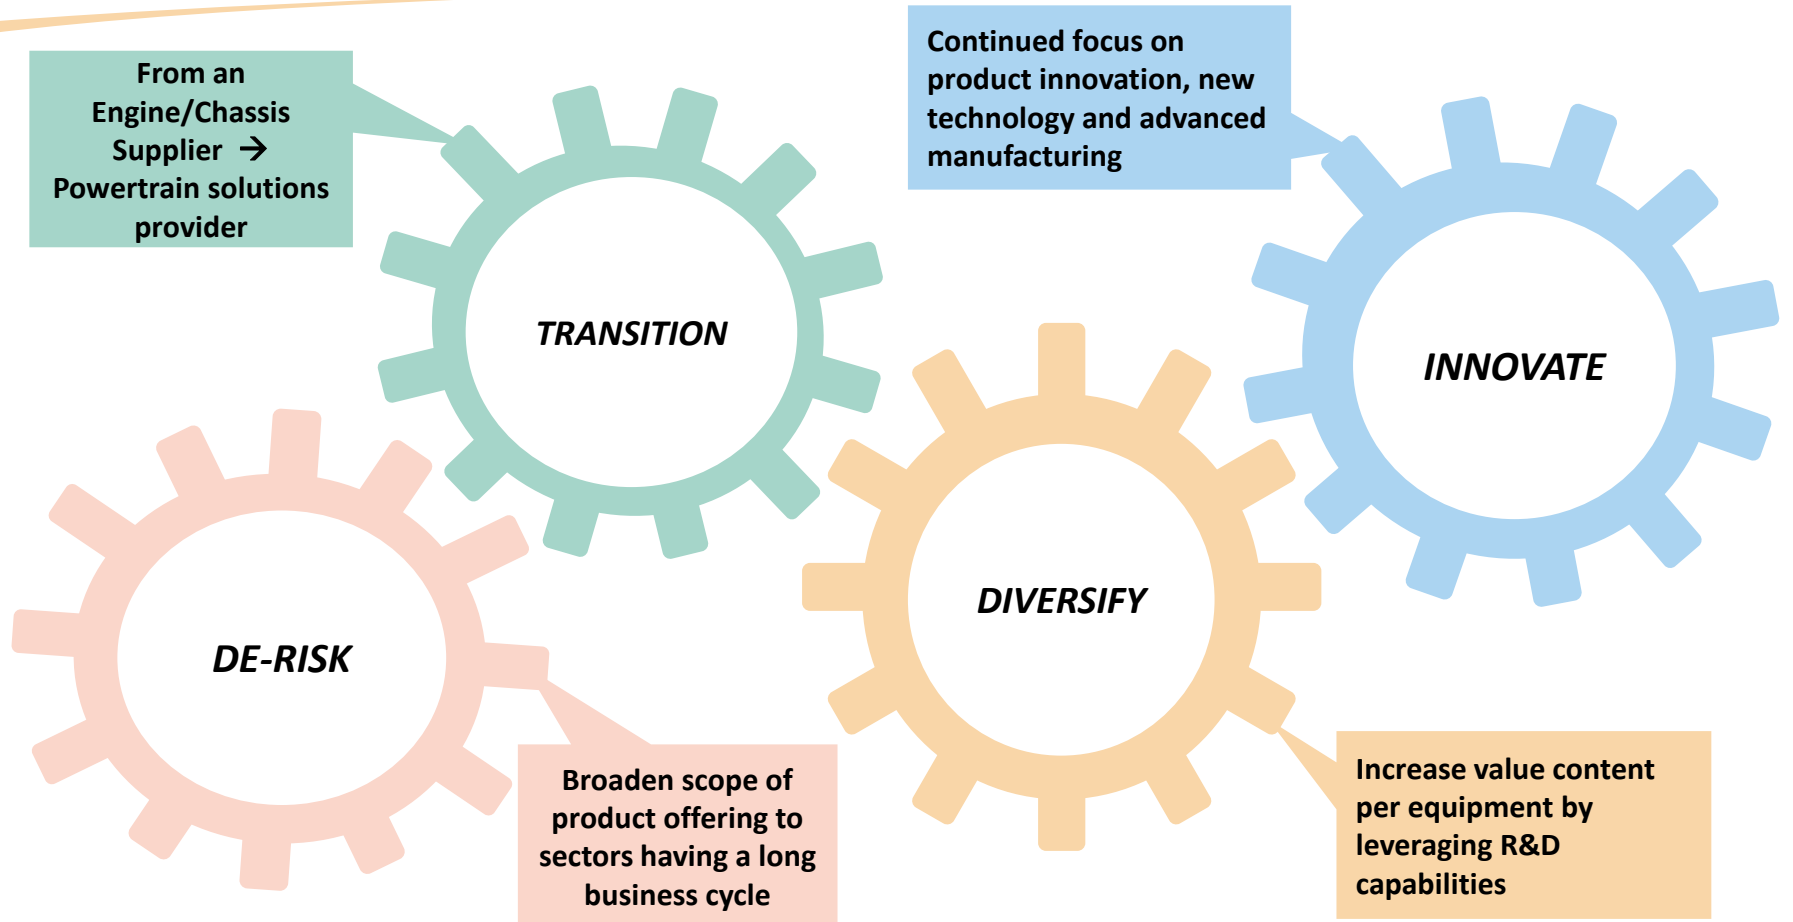 From an
Engine/Chassis
Supplier →
Powertrain solutions
provider
TRANSITION
Continued focus on
product innovation, new
technology and advanced
manufacturing
INNOVATE
DE-RISK
Broaden scope of
product offering to
sectors having a long
business cycle
DIVERSIFY
Increase value content
per equipment by
leveraging R&D
capabilities